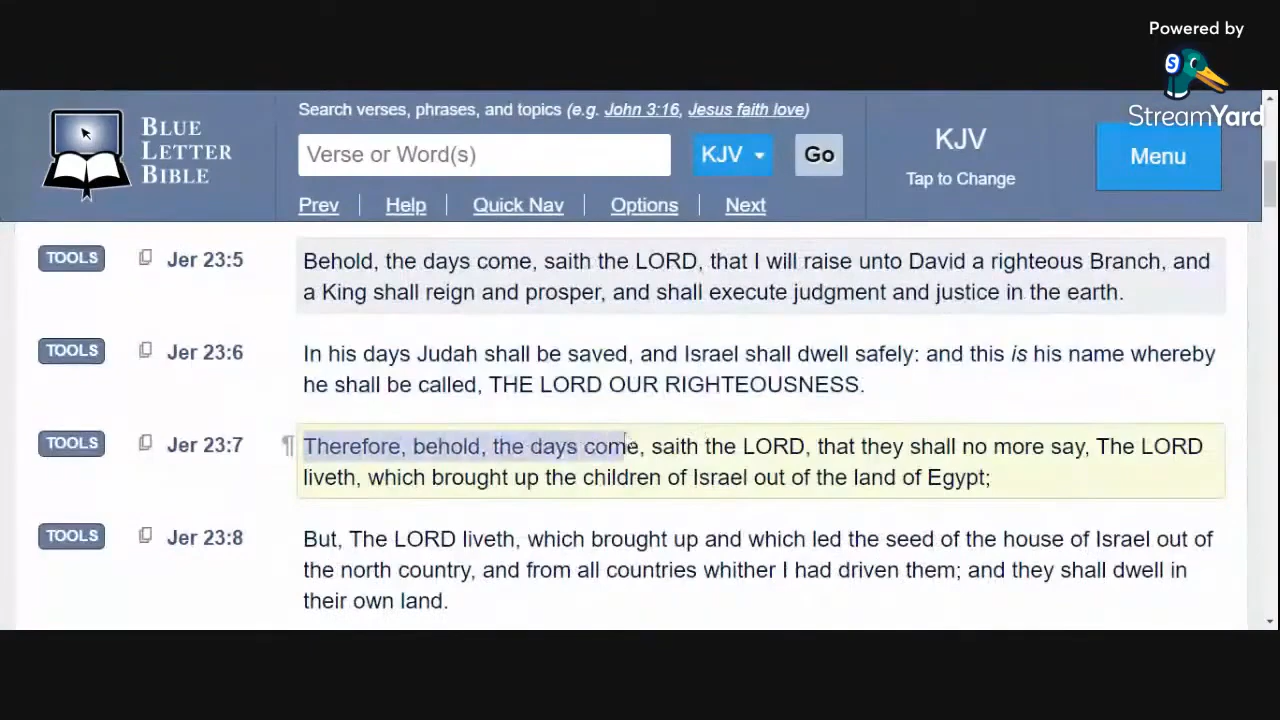 Powered by
StreamYard
BLUE
LETTER
BIBLE
Search verses, phrases, and topics (e.g. John 3:16, Jesus faith love)
Verse or Word(s)
KJV
Go
KJV
Tap to Change
Menu
Prev
Help
Quick Nav
Options
Next
TOOLS Jer 23:5 Behold, the days come, saith the LORD, that I will raise unto David a righteous Branch, and
a King shall reign and prosper, and shall execute judgment and justice in the earth.
TOOLS Jer 23:6 In his days Judah shall be saved, and Israel shall dwell safely: and this is his name whereby
he shall be called, THE LORD OUR RIGHTEOUSNESS.
TOOLS Jer 23:7 ¶ Therefore, behold, the days come, saith the LORD, that they shall no more say, The LORD
liveth, which brought up the children of Israel out of the land of Egypt;
TOOLS Jer 23:8 But, The LORD liveth, which brought up and which led the seed of the house of Israel out of
the north country, and from all countries whither I had driven them; and they shall dwell in
their own land.